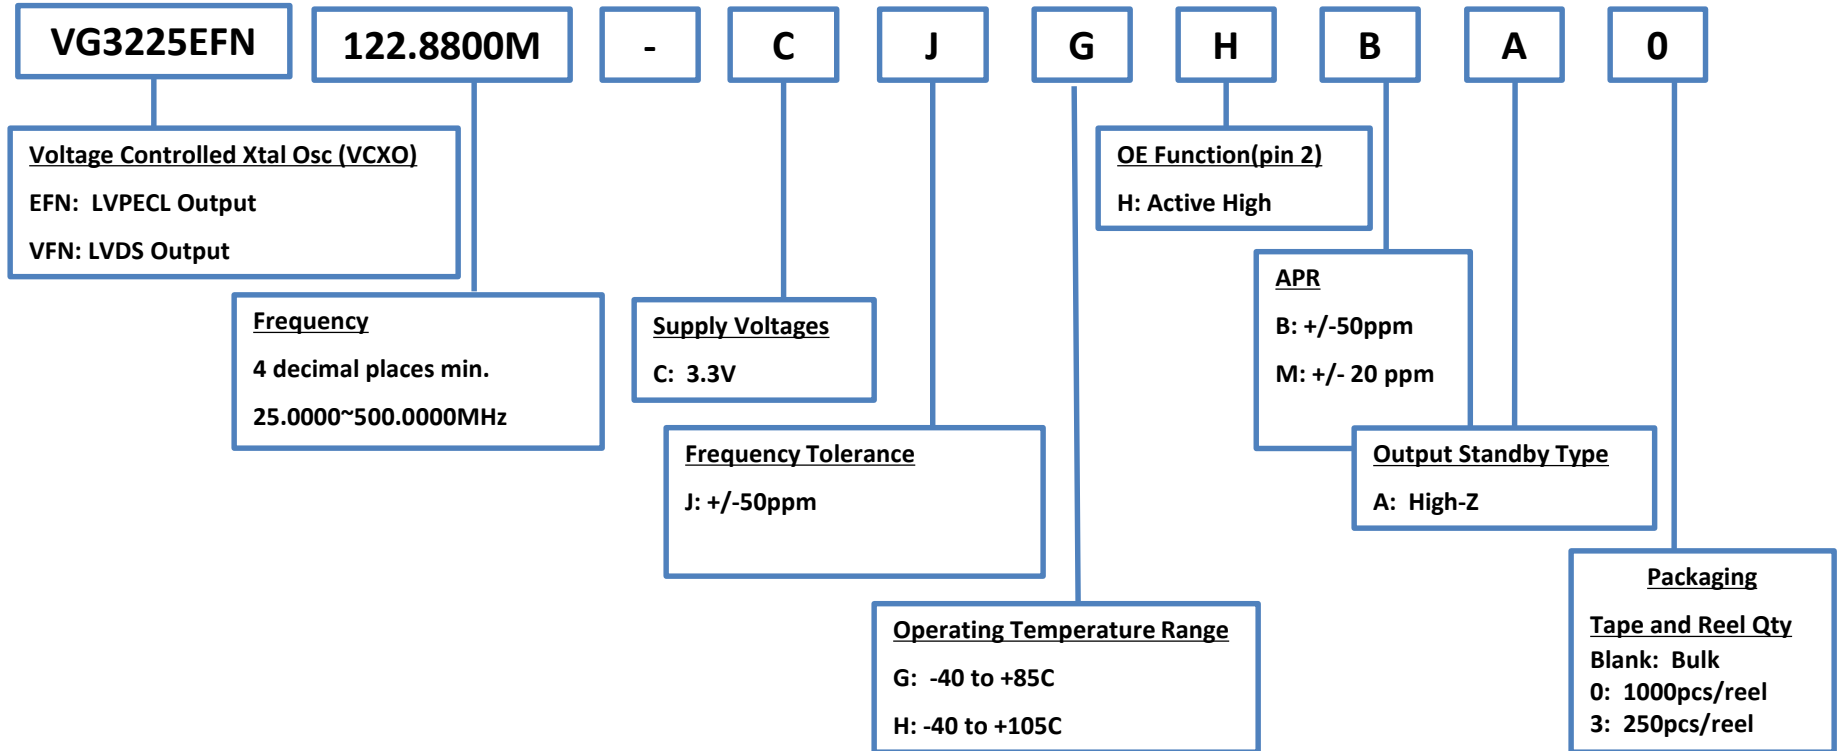 VG3225EFN 122.8800M - C J G H B A 0
Voltage Controlled Xtal Osc (VCXO)
EFN: LVPECL Output
VFN: LVDS Output
OE Function(pin 2)
H: Active High
Frequency
4 decimal places min.
25.0000~500.0000MHz
Supply Voltages
C: 3.3V
APR
B: +/-50ppm
M: +/- 20 ppm
Frequency Tolerance
J: +/-50ppm
Output Standby Type
A: High-Z
Operating Temperature Range
G: -40 to +85C
H: -40 to +105C
Packaging
Tape and Reel Qty
Blank: Bulk
0: 1000pcs/reel
3: 250pcs/reel